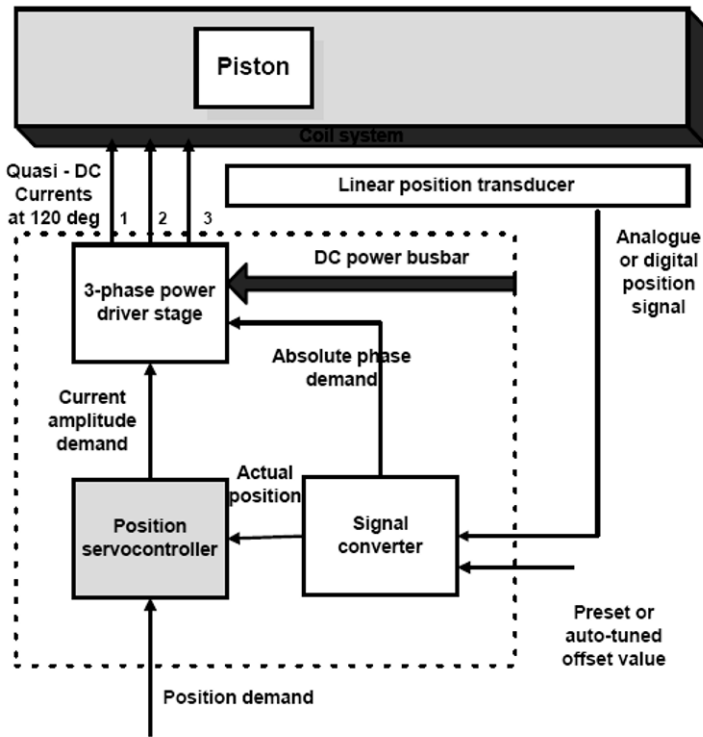 Piston
Coil system
Quasi - DC
Currents
at 120 deg
1
2
3
Linear position transducer
DC power busbar
Analogue
or digital
position
signal
3-phase power
driver stage
Absolute phase
demand
Current
amplitude
demand
Actual
position
Position
servocontroller
Signal
converter
Preset or
auto-tuned
offset value
Position demand